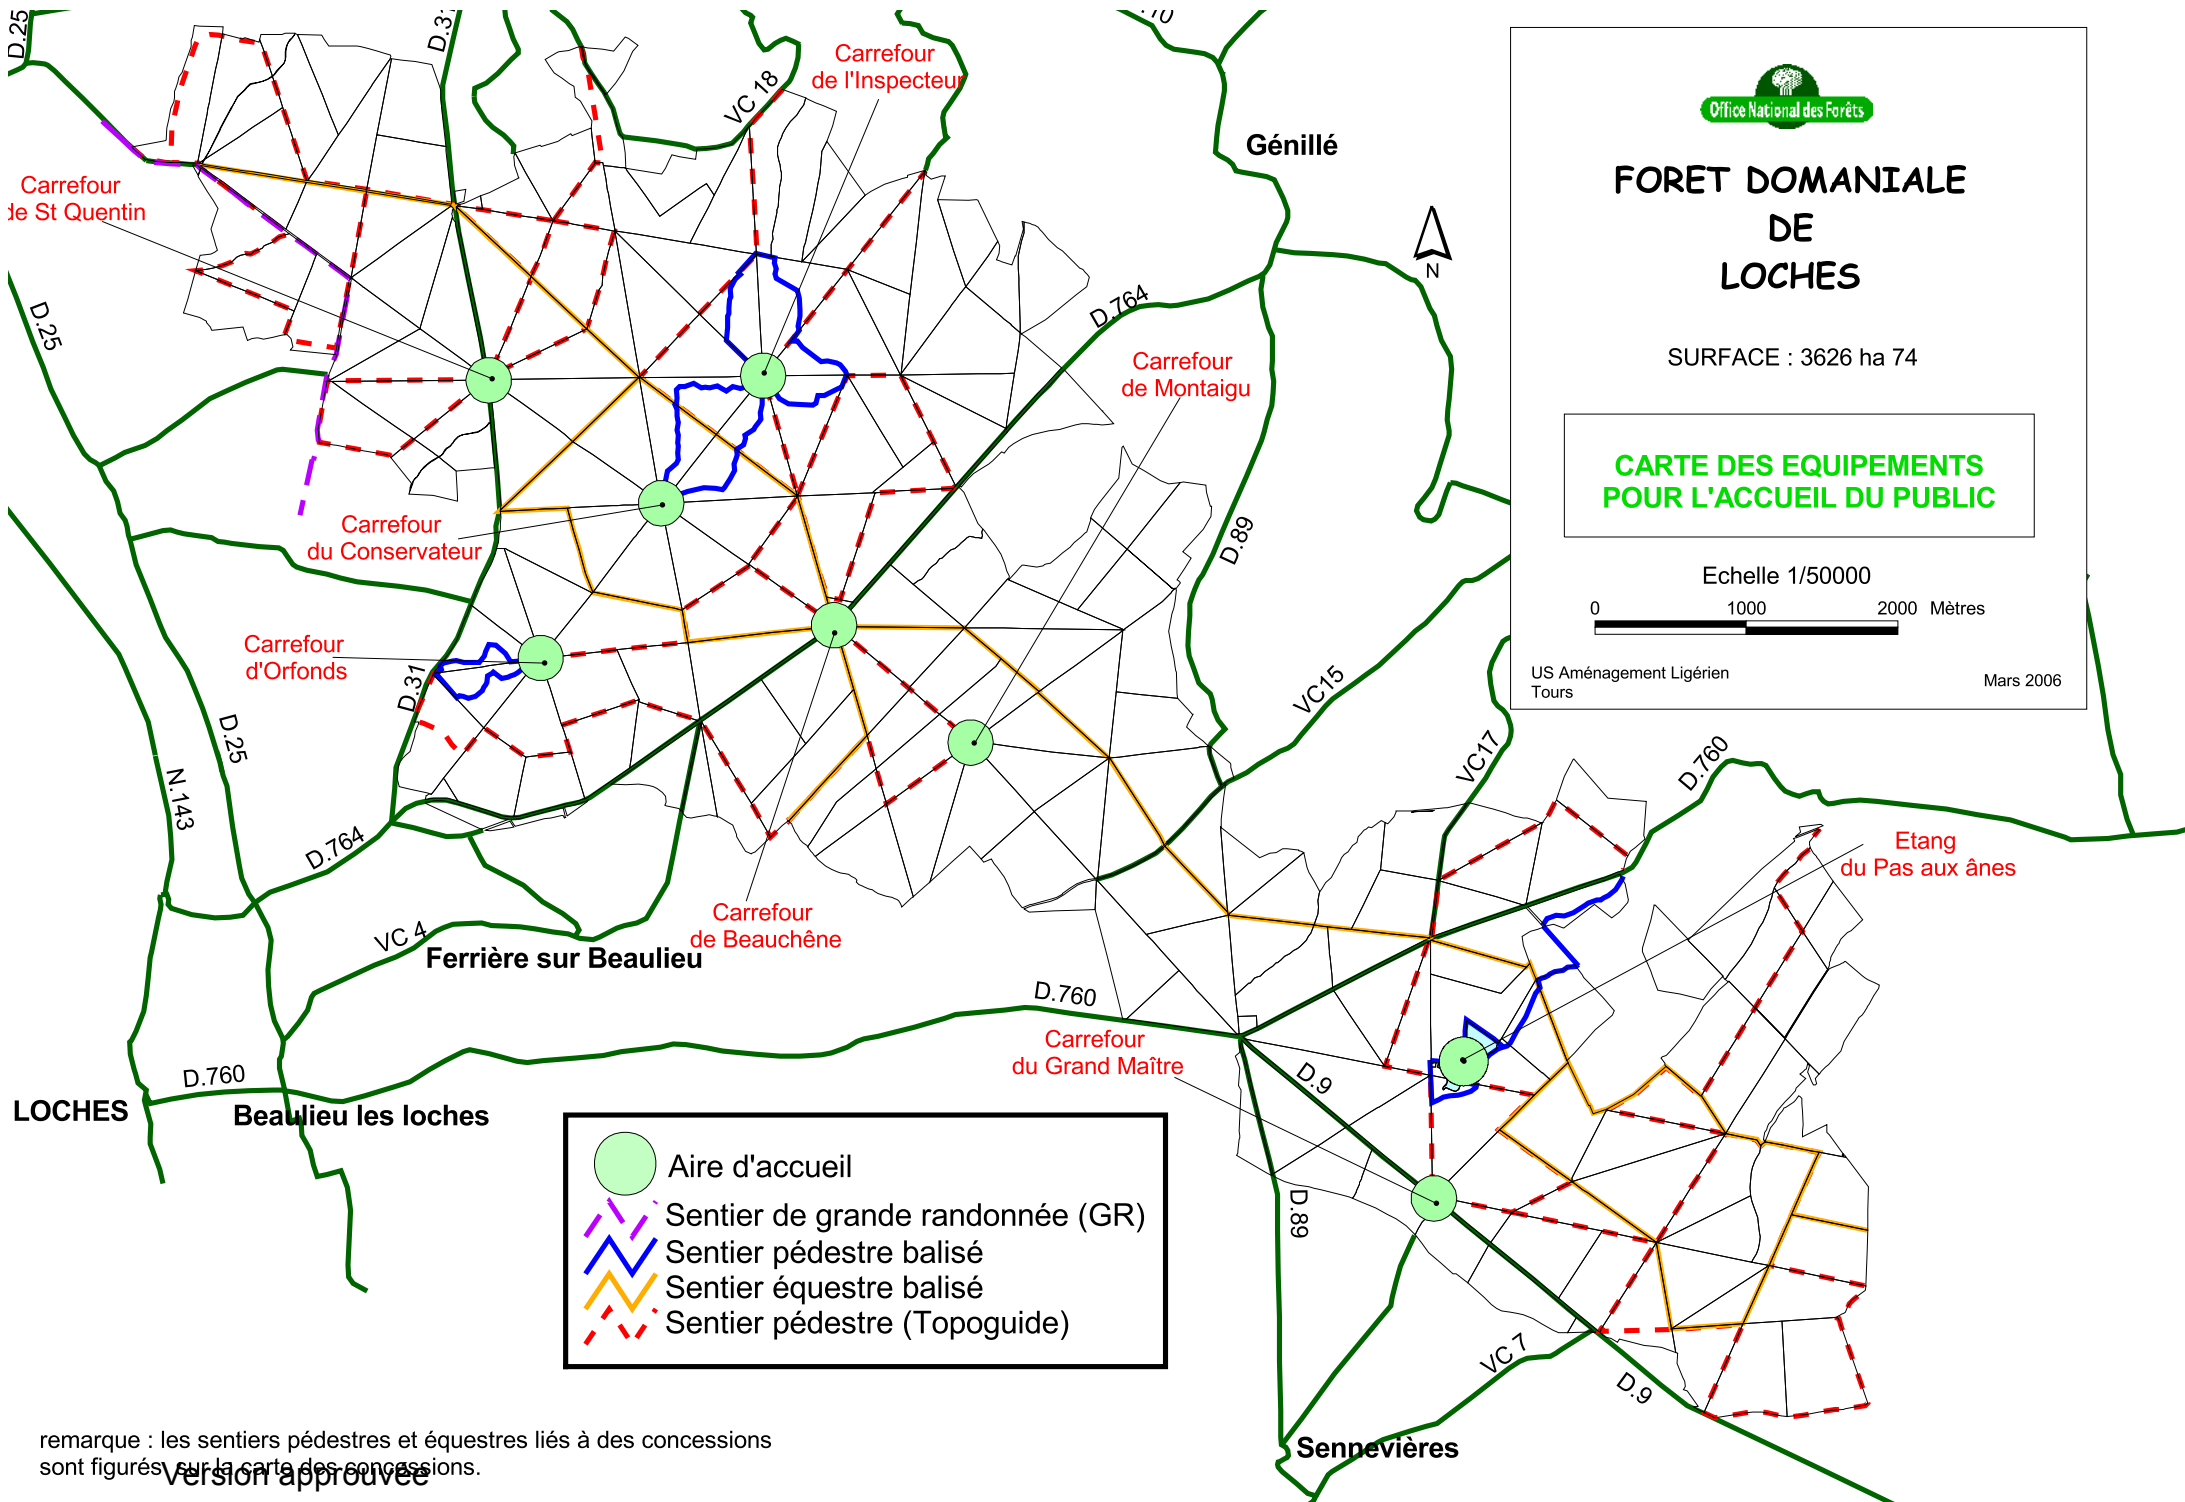 D.25
D.31
VC 18
Carrefour
de l'Inspecteur
Génillé
Carrefour
de St Quentin
D.25
D.764
Carrefour
de Montaigu
Office National des Forêts
FORET DOMANIALE
DE
LOCHES
SURFACE : 3626 ha 74
CARTE DES EQUIPEMENTS
POUR L'ACCUEIL DU PUBLIC
Echelle 1/50000
0 1000 2000 Mètres
US Aménagement Ligérien
Tours
Mars 2006
N
Carrefour
du Conservateur
D.89
Carrefour
d'Orfonds
D.31
VC15
D.25
N.143
VC17
D.760
D.764
Etang
du Pas aux ânes
Carrefour
de Beauchêne
VC 4
Ferrière sur Beaulieu
D.760
Carrefour
du Grand Maître
D.9
D.760
LOCHES
Beaulieu les loches
Aire d'accueil
Sentier de grande randonnée (GR)
Sentier pédestre balisé
Sentier équestre balisé
Sentier pédestre (Topoguide)
D.89
VC 7
D.9
Sennevières
remarque : les sentiers pédestres et équestres liés à des concessions
sont figurés sur la carte des concessions.
Version approuvée